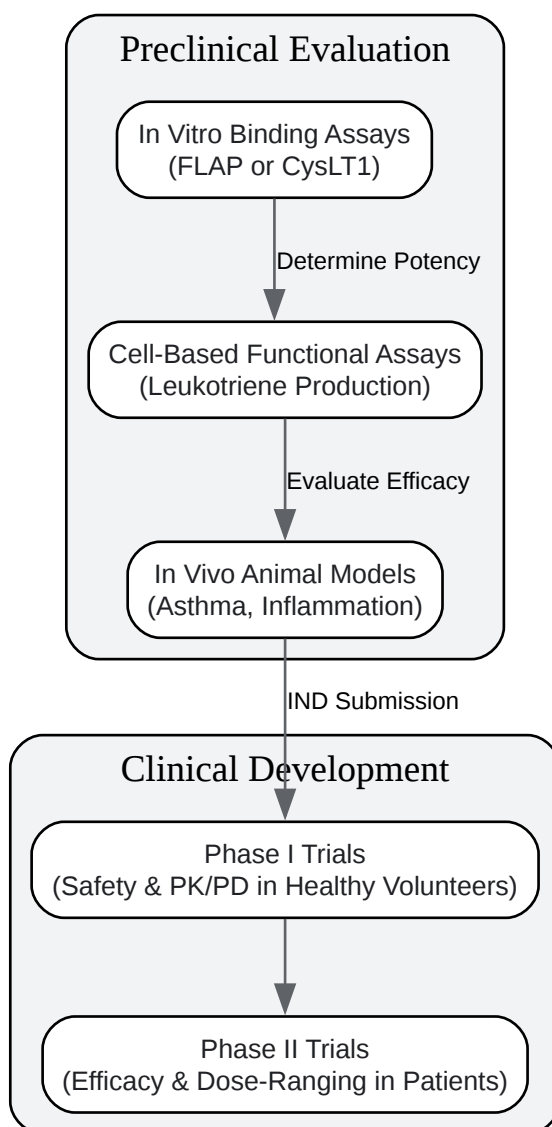 Preclinical Evaluation
In Vitro Binding Assays
(FLAP or CysLT1)
Determine Potency
Cell-Based Functional Assays
(Leukotriene Production)
Evaluate Efficacy
In Vivo Animal Models
(Asthma, Inflammation)
IND Submission
Clinical Development
Phase I Trials
(Safety & PK/PD in Healthy Volunteers)
Phase II Trials
(Efficacy & Dose-Ranging in Patients)